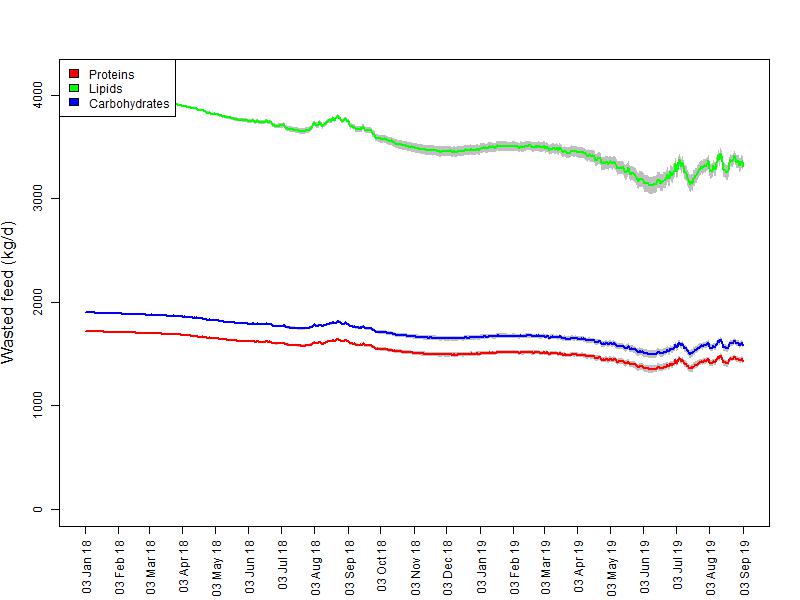 Proteins
Lipids
Carbohydrates
Wasted feed (kg/d)
4000
3000
2000
1000
0
03 Jan 18
03 Feb 18
03 Mar 18
03 Apr 18
03 May 18
03 Jun 18
03 Jul 18
03 Aug 18
03 Sep 18
03 Oct 18
03 Nov 18
03 Dec 18
03 Jan 19
03 Feb 19
03 Mar 19
03 Apr 19
03 May 19
03 Jun 19
03 Jul 19
03 Aug 19
03 Sep 19